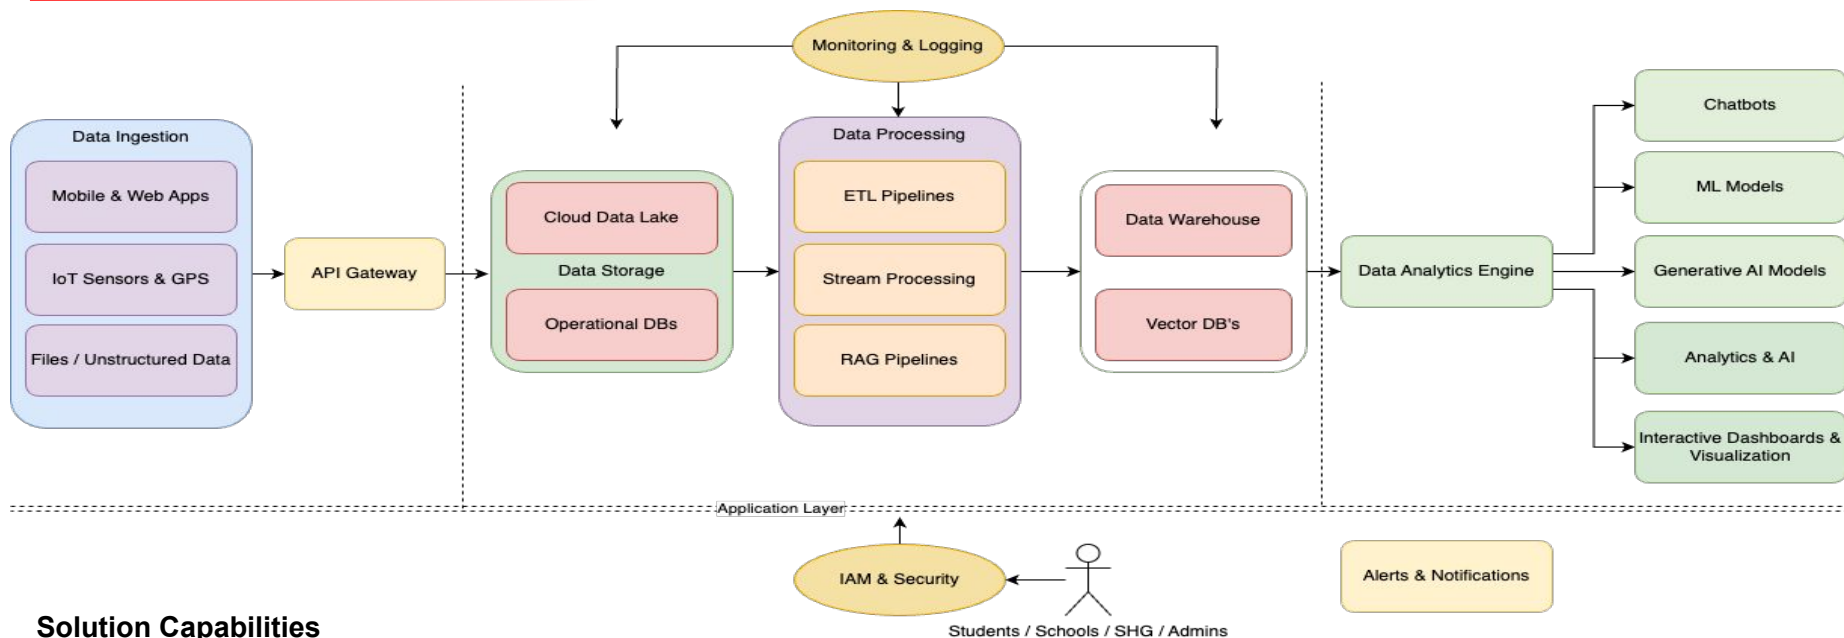 Monitoring & Logging
Data Ingestion
Mobile & Web Apps
IoT Sensors & GPS
Files / Unstructured Data
API Gateway
Cloud Data Lake
Data Storage
Operational DBs
Data Processing
ETL Pipelines
Stream Processing
RAG Pipelines
Data Warehouse
Vector DB's
Data Analytics Engine
Chatbots
ML Models
Generative AI Models
Analytics & AI
Interactive Dashboards &
Visualization
Application Layer
IAM & Security
Students / Schools / SHG / Admins
Alerts & Notifications
Solution Capabilities